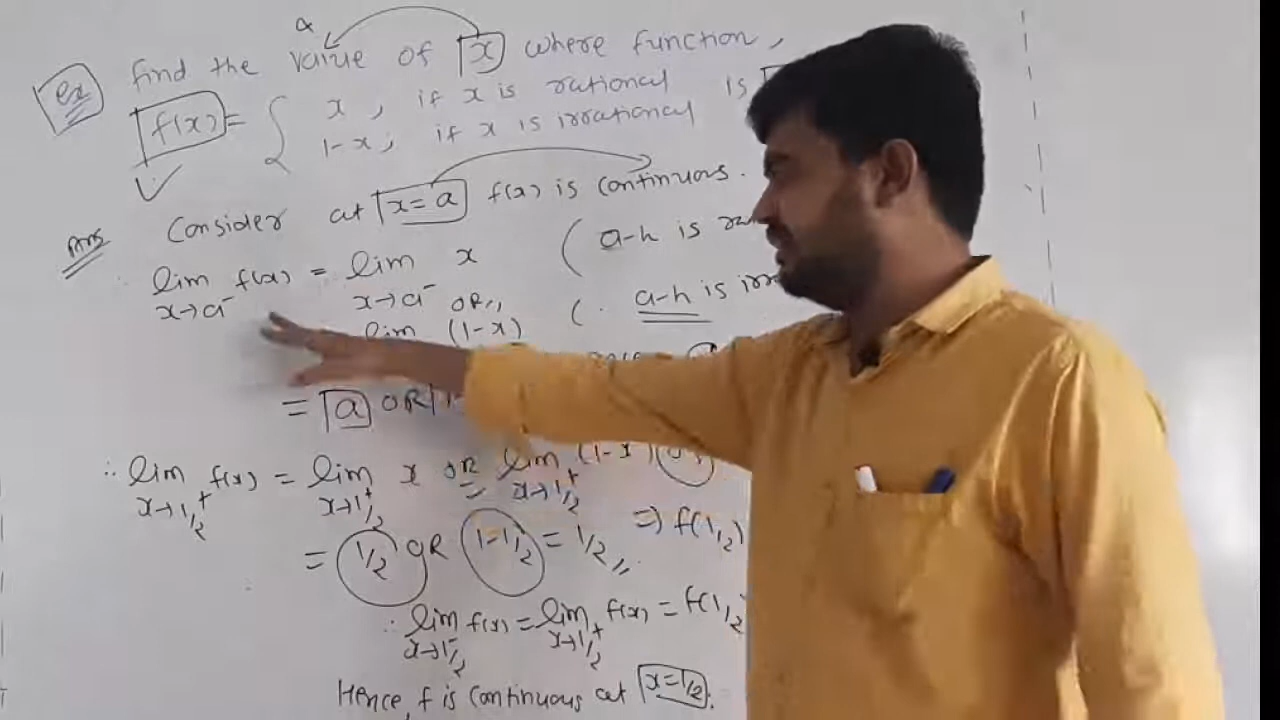 ex find the value of x where function,
a
f(x) = { x, if x is rational
1-x; if x is irrational is
Ans Consider at x=a f(x) is continuous.
lim x→a⁻ f(x) = lim x→a⁻ x (a-h is
OR,, lim (1-x) (. a-h is
= a OR
∴ lim x→1/2⁺ f(x) = lim x→1/2⁺ x OR lim x→1/2⁺ (1-x)
= 1/2 OR 1-1/2 = 1/2,, ⇒ f(1/2)
∴ lim x→1/2⁻ f(x) = lim x→1/2⁺ f(x) = f(1/2
Hence, f is continuous at x=1/2.